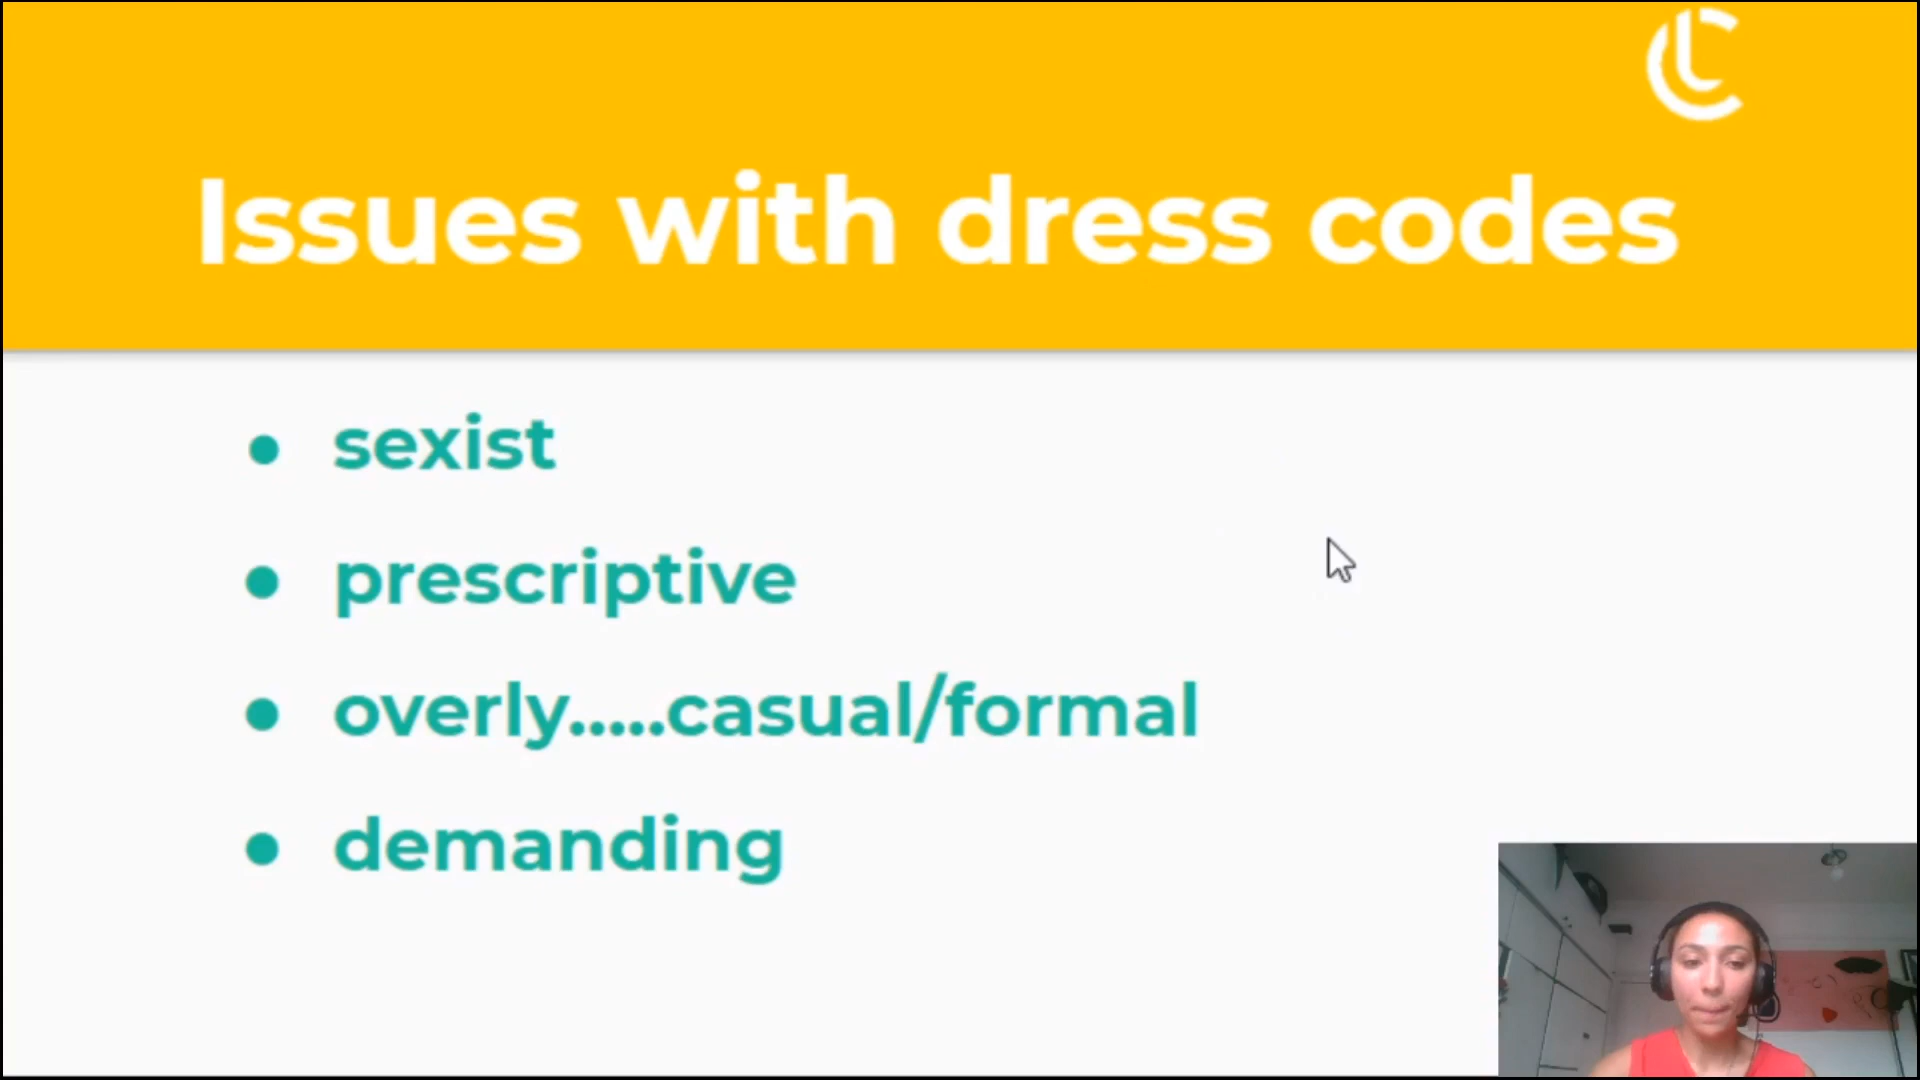 Issues with dress codes
sexist
prescriptive
overly.....casual/formal
demanding